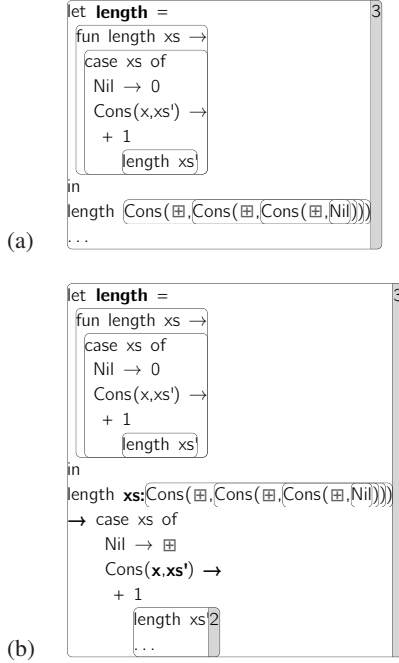 let length = 3
fun length xs →
case xs of
Nil → 0
Cons(x,xs') →
+ 1
length xs'
in
length Cons(⊞,Cons(⊞,Cons(⊞,Nil)))
(a)
...
let length = 3
fun length xs →
case xs of
Nil → 0
Cons(x,xs') →
+ 1
length xs'
in
length xs:Cons(⊞,Cons(⊞,Cons(⊞,Nil)))
→ case xs of
Nil → ⊞
Cons(x,xs') →
+ 1
length xs' 2
(b)
...